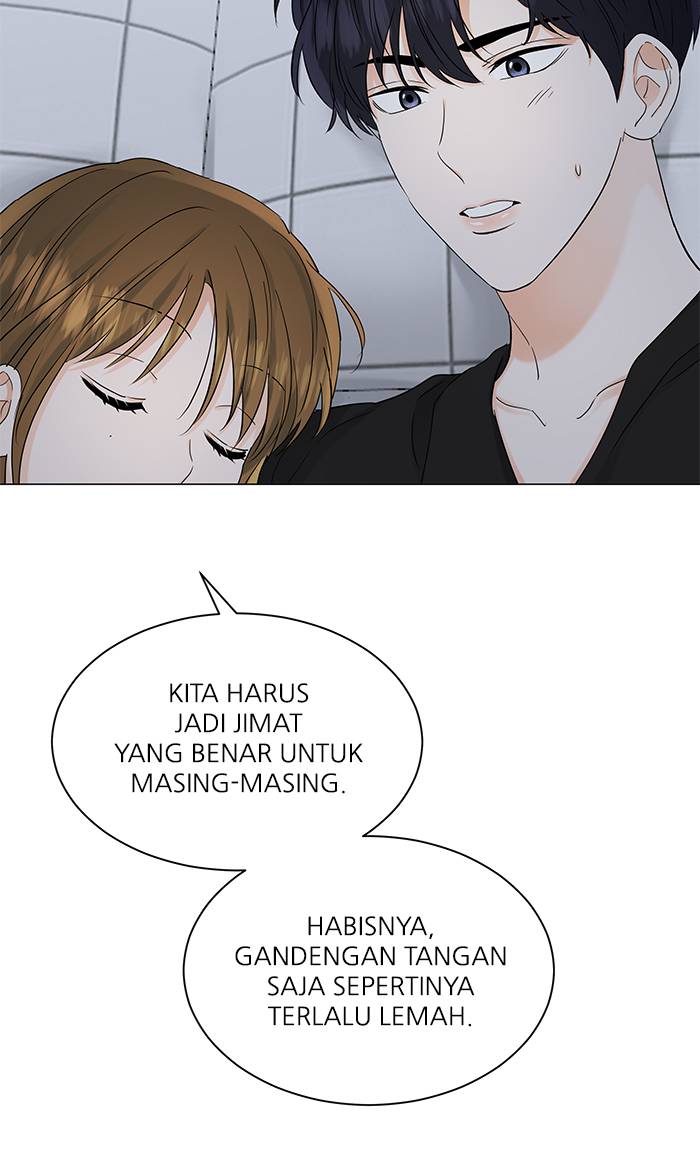 KITA HARUS
JADI JIMAT
YANG BENAR UNTUK
MASING-MASING.
HABISNYA,
GANDENGAN TANGAN
SAJA SEPERTINYA
TERLALU LEMAH.